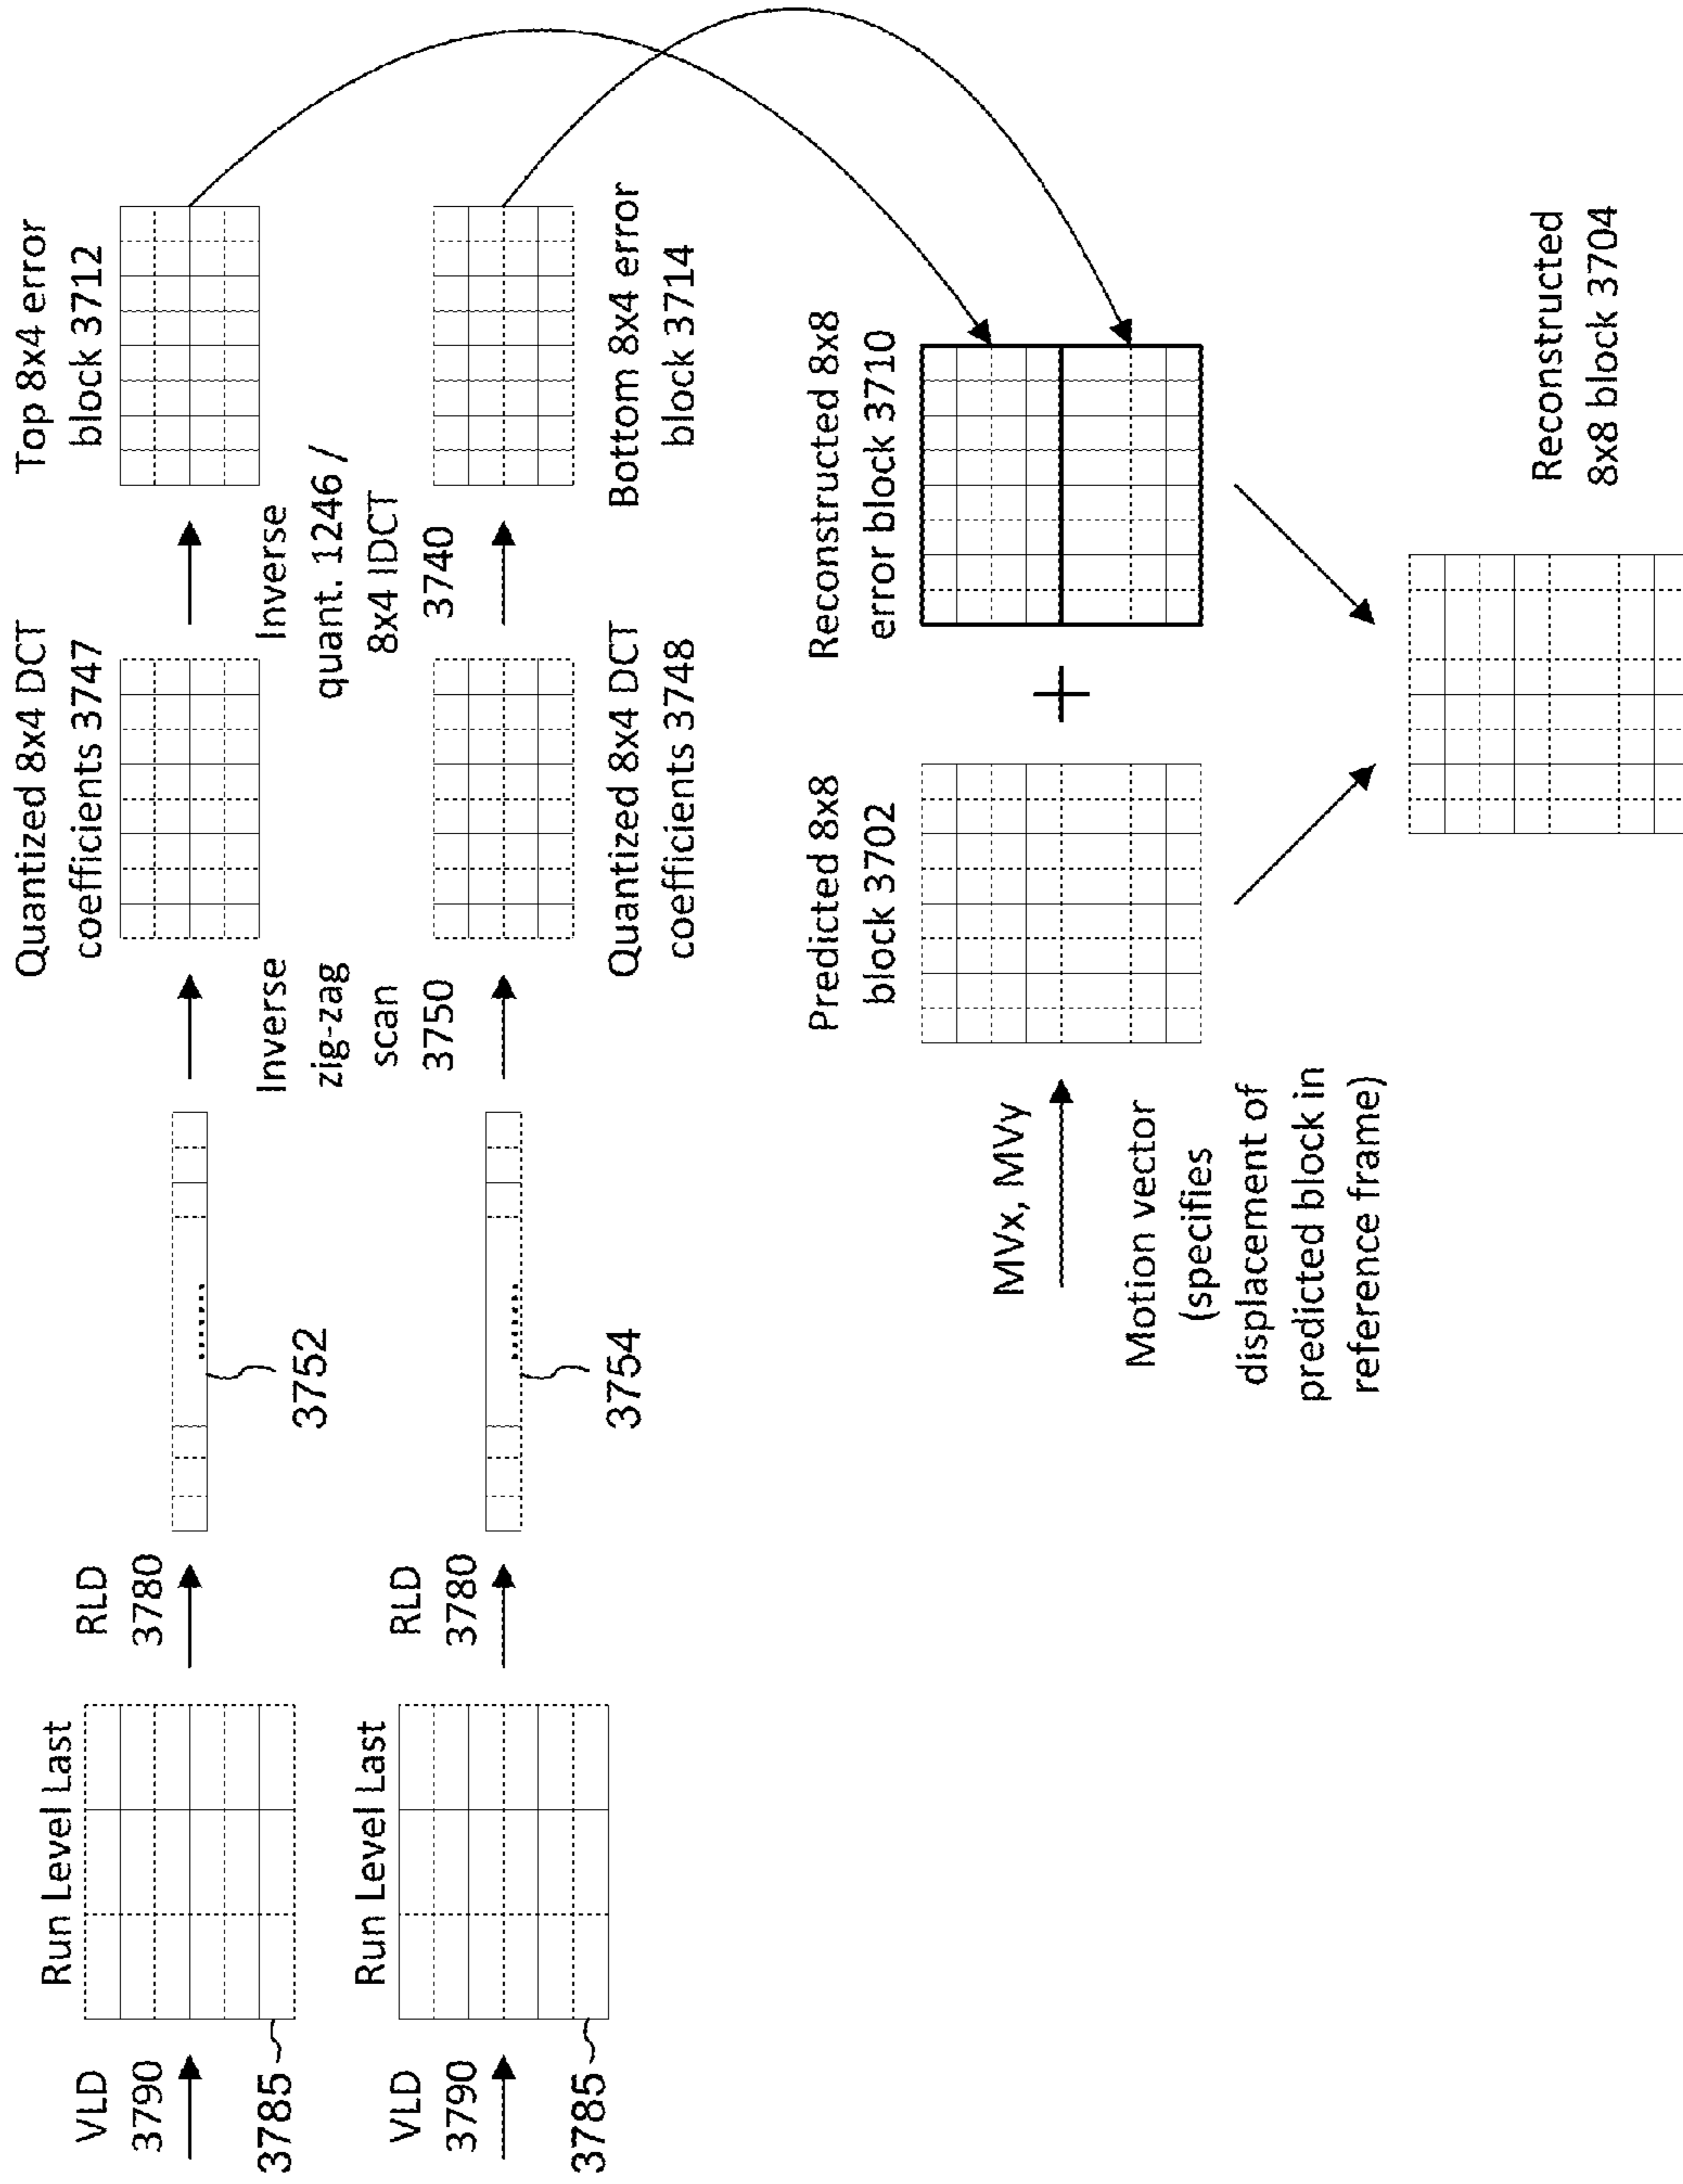 VLD
3790
3785
Run Level Last
RLD
3780
3752
Inverse
zig-zag
scan
3750
Quantized 8x4 DCT
coefficients 3747
Inverse
quant. 1246 /
8x4 IDCT
3740
Top 8x4 error
block 3712
VLD
3790
3785
Run Level Last
RLD
3780
3754
Quantized 8x4 DCT
coefficients 3748
Bottom 8x4 error
block 3714
MVx, MVy
Motion vector
(specifies
displacement of
predicted block in
reference frame)
Predicted 8x8
block 3702
+
Reconstructed 8x8
error block 3710
Reconstructed
8x8 block 3704